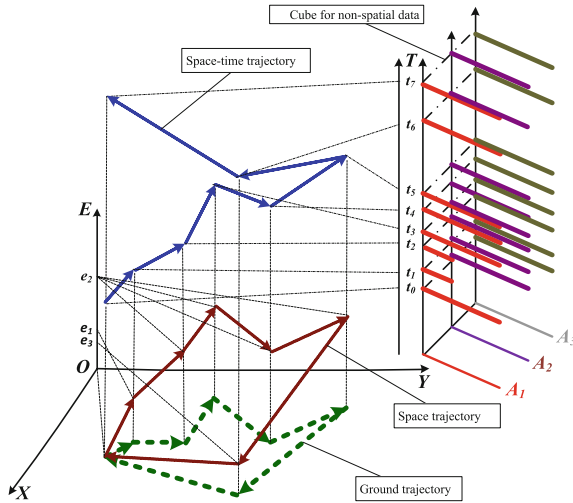 Cube for non-spatial data
Space-time trajectory
T
t7
t6
t5
t4
t3
t2
t1
t0
E
e2
e1
e3
O
Y
X
A3
A2
A1
Space trajectory
Ground trajectory